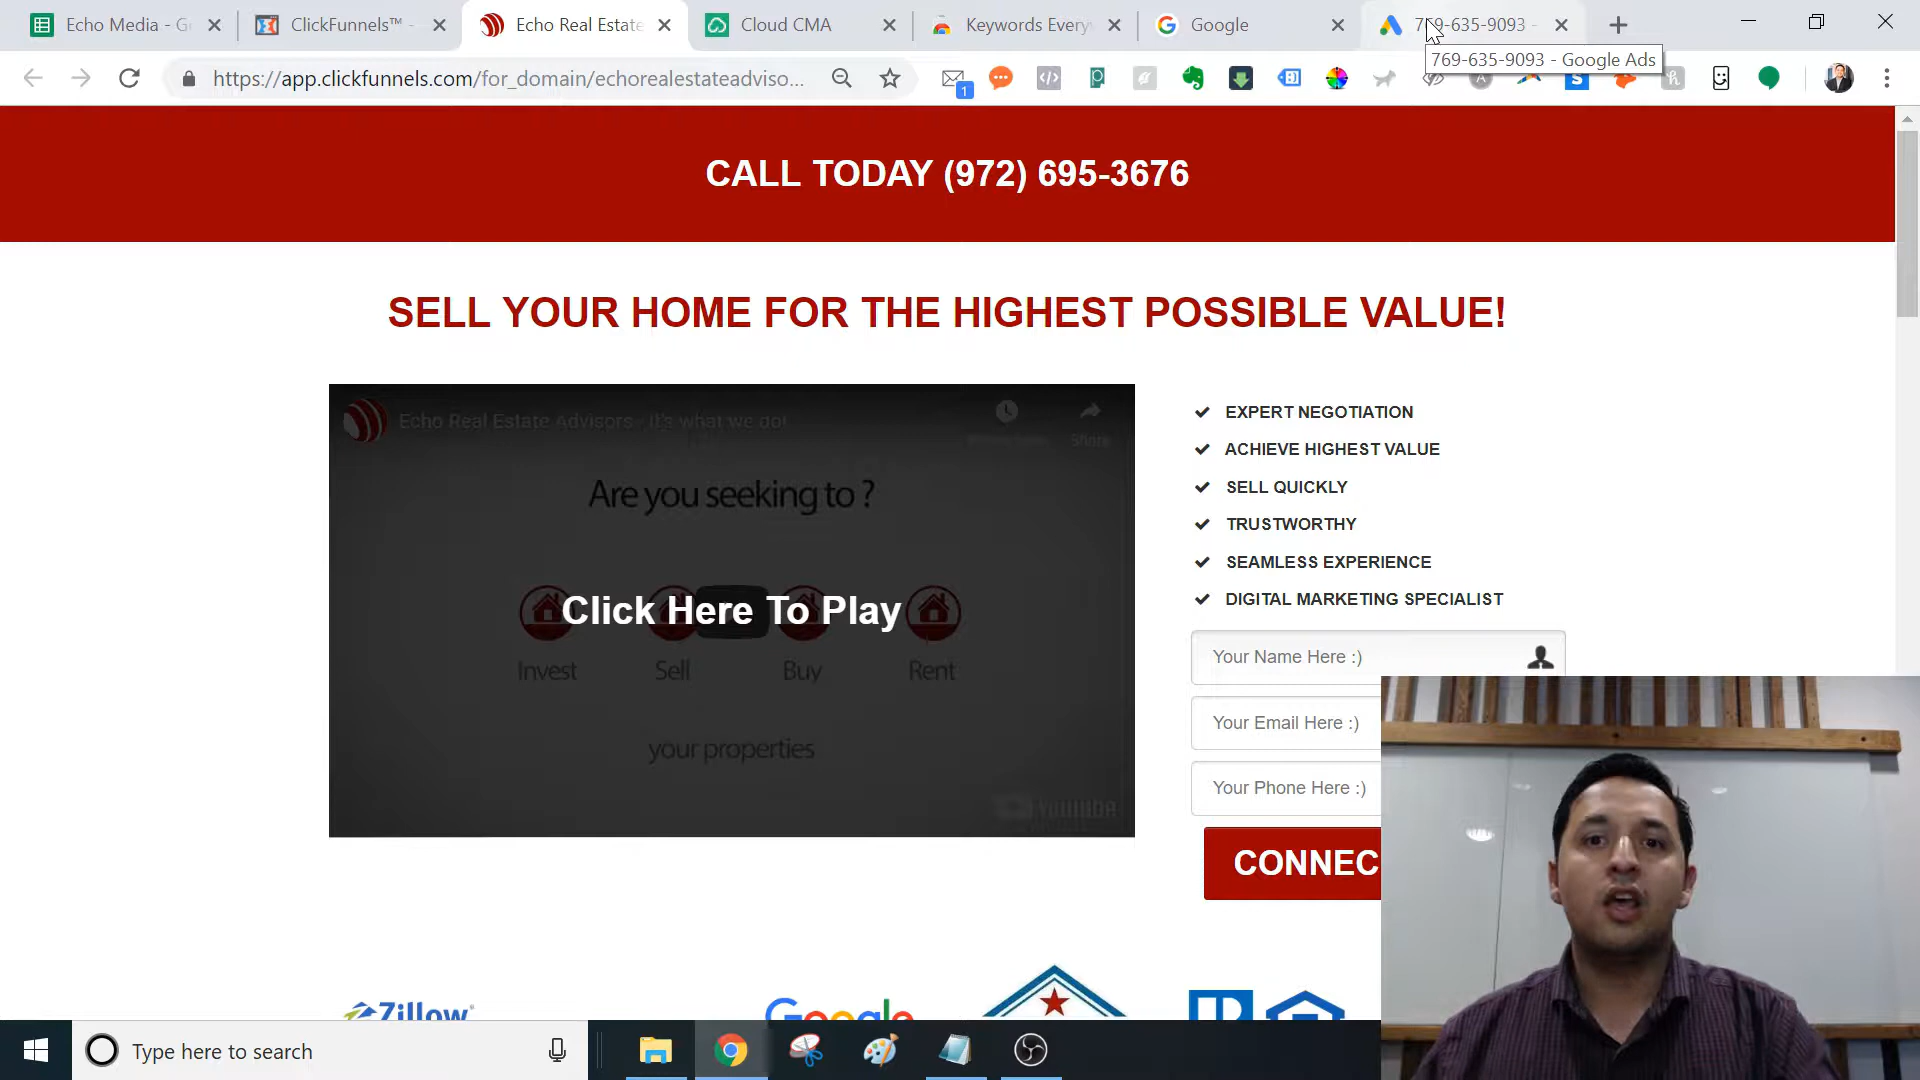 Echo Media - G
ClickFunnels™ -
Echo Real Estate
Cloud CMA
Keywords Every
Google
769-635-9093 -
769-635-9093 - Google Ads
https://app.clickfunnels.com/for_domain/echorealestateadviso...
1
CALL TODAY (972) 695-3676
SELL YOUR HOME FOR THE HIGHEST POSSIBLE VALUE!
Echo Real Estate Advisors - It's what we do!
Share
Are you seeking to ?
Click Here To Play
Invest
Sell
Buy
Rent
your properties
YouTube
EXPERT NEGOTIATION
ACHIEVE HIGHEST VALUE
SELL QUICKLY
TRUSTWORTHY
SEAMLESS EXPERIENCE
DIGITAL MARKETING SPECIALIST
Your Name Here :)
Your Email Here :)
Your Phone Here :)
CONNEC
Zillow
Google
Type here to search